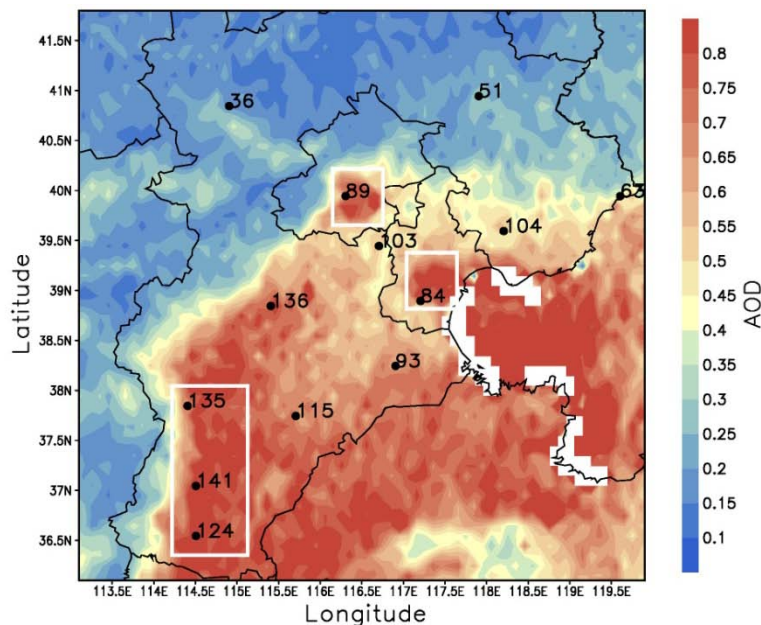 41.5N
41N
40.5N
40N
39.5N
39N
38.5N
38N
37.5N
37N
36.5N
Latitude
36
51
89
63
104
103
84
136
93
135
115
141
124
113.5E 114E 114.5E 115E 115.5E 116E 116.5E 117E 117.5E 118E 118.5E 119E 119.5E
Longitude
0.8
0.75
0.7
0.65
0.6
0.55
0.5
0.45
0.4
0.35
0.3
0.25
0.2
0.15
0.1
AOD